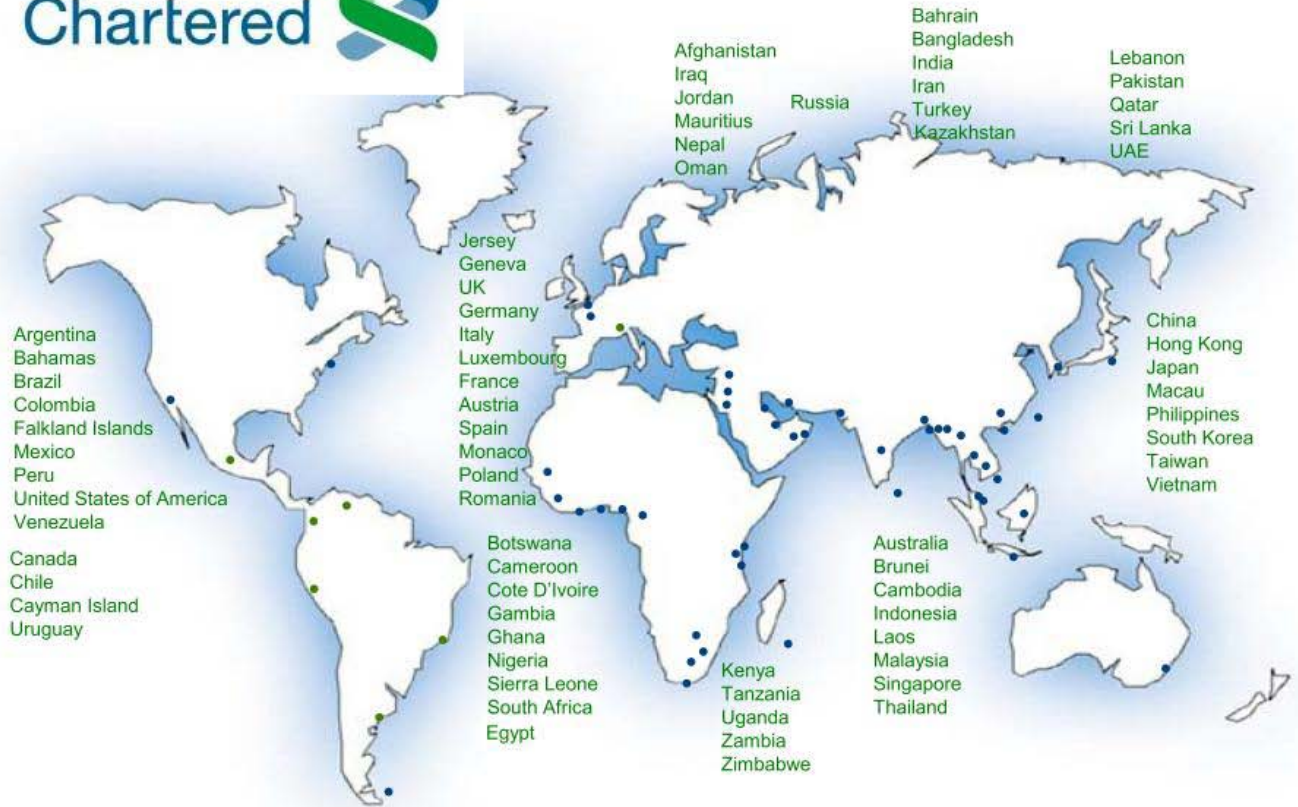 Chartered
Afghanistan
Iraq
Jordan
Mauritius
Nepal
Oman
Russia
Bahrain
Bangladesh
India
Iran
Turkey
Kazakhstan
Lebanon
Pakistan
Qatar
Sri Lanka
UAE
Jersey
Geneva
UK
Germany
Italy
Luxembourg
France
Austria
Spain
Monaco
Poland
Romania
Argentina
Bahamas
Brazil
Colombia
Falkland Islands
Mexico
Peru
United States of America
Venezuela
Canada
Chile
Cayman Island
Uruguay
Botswana
Cameroon
Cote D'Ivoire
Gambia
Ghana
Nigeria
Sierra Leone
South Africa
Egypt
Kenya
Tanzania
Uganda
Zambia
Zimbabwe
Australia
Brunei
Cambodia
Indonesia
Laos
Malaysia
Singapore
Thailand
China
Hong Kong
Japan
Macau
Philippines
South Korea
Taiwan
Vietnam